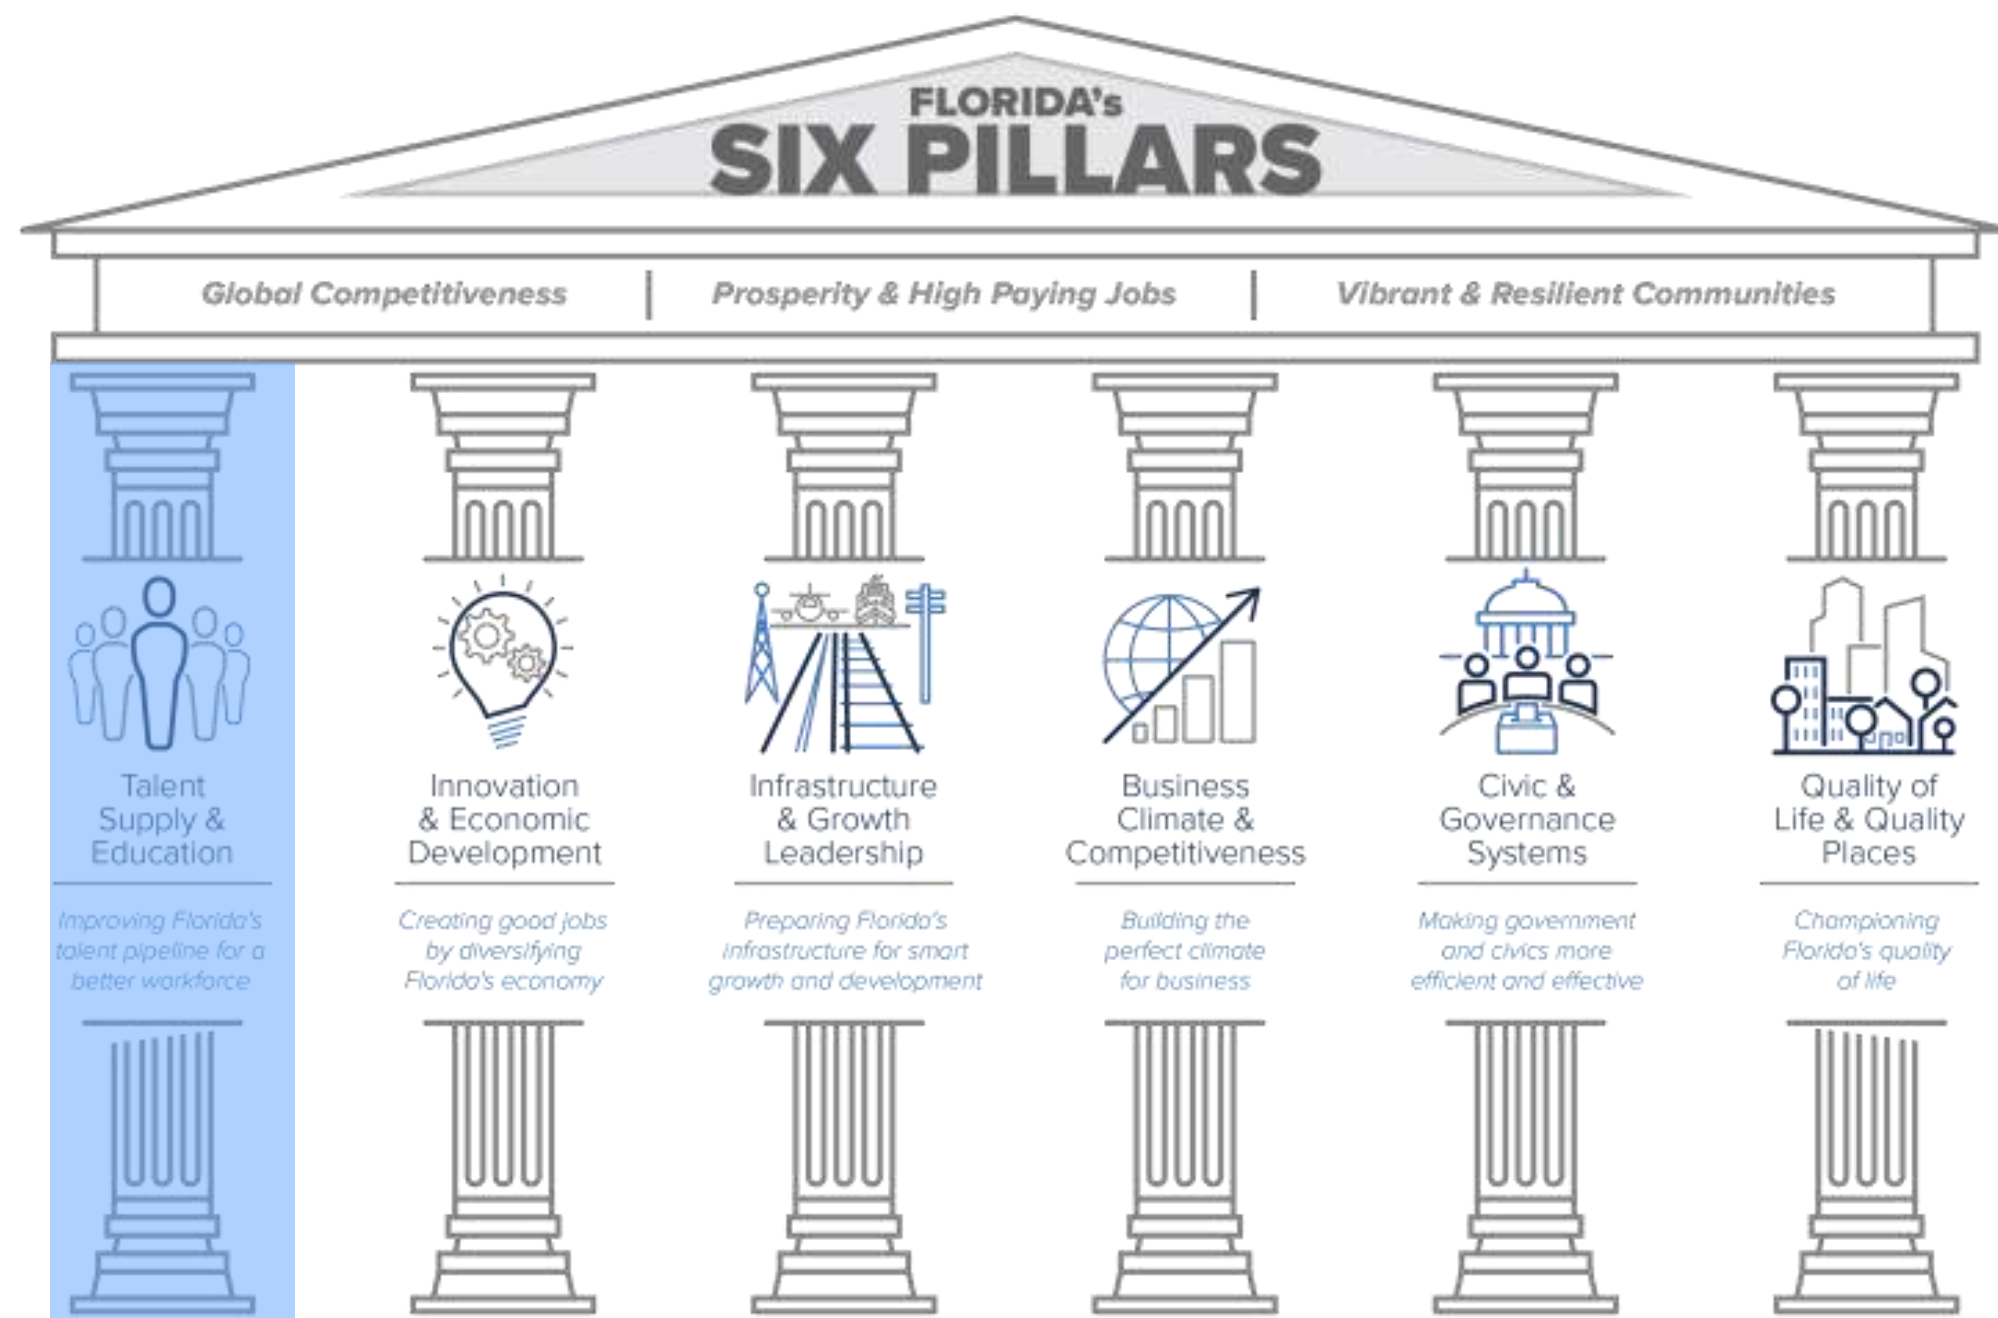 FLORIDA's
SIX PILLARS
Global Competitiveness
Prosperity & High Paying Jobs
Vibrant & Resilient Communities
Talent
Supply &
Education
Improving Florida's
talent pipeline for a
better workforce
Innovation
& Economic
Development
Creating good jobs
by diversifying
Florida's economy
Infrastructure
& Growth
Leadership
Preparing Florida's
infrastructure for smart
growth and development
Business
Climate &
Competitiveness
Building the
perfect climate
for business
Civic &
Governance
Systems
Making government
and civics more
efficient and effective
Quality of
Life & Quality
Places
Championing
Florida's quality
of life